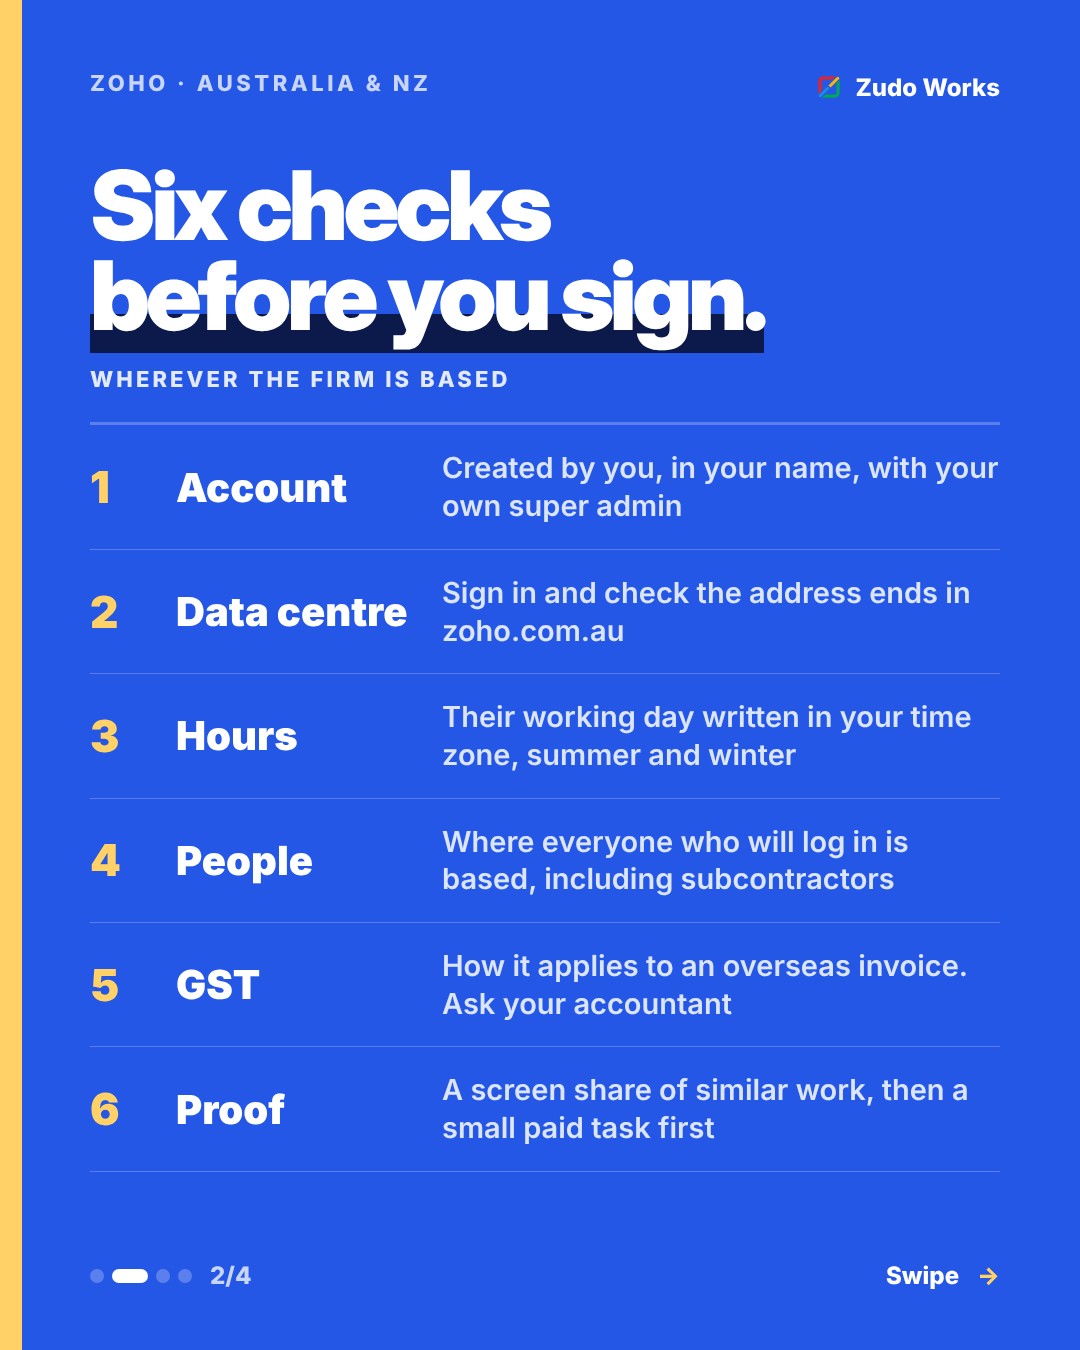 ZOHO · AUSTRALIA & NZ
Zudo Works
Six checks
before you sign.
WHEREVER THE FIRM IS BASED
1 Account Created by you, in your name, with your
own super admin
2 Data centre Sign in and check the address ends in
zoho.com.au
3 Hours Their working day written in your time
zone, summer and winter
4 People Where everyone who will log in is
based, including subcontractors
5 GST How it applies to an overseas invoice.
Ask your accountant
6 Proof A screen share of similar work, then a
small paid task first
2/4
Swipe →